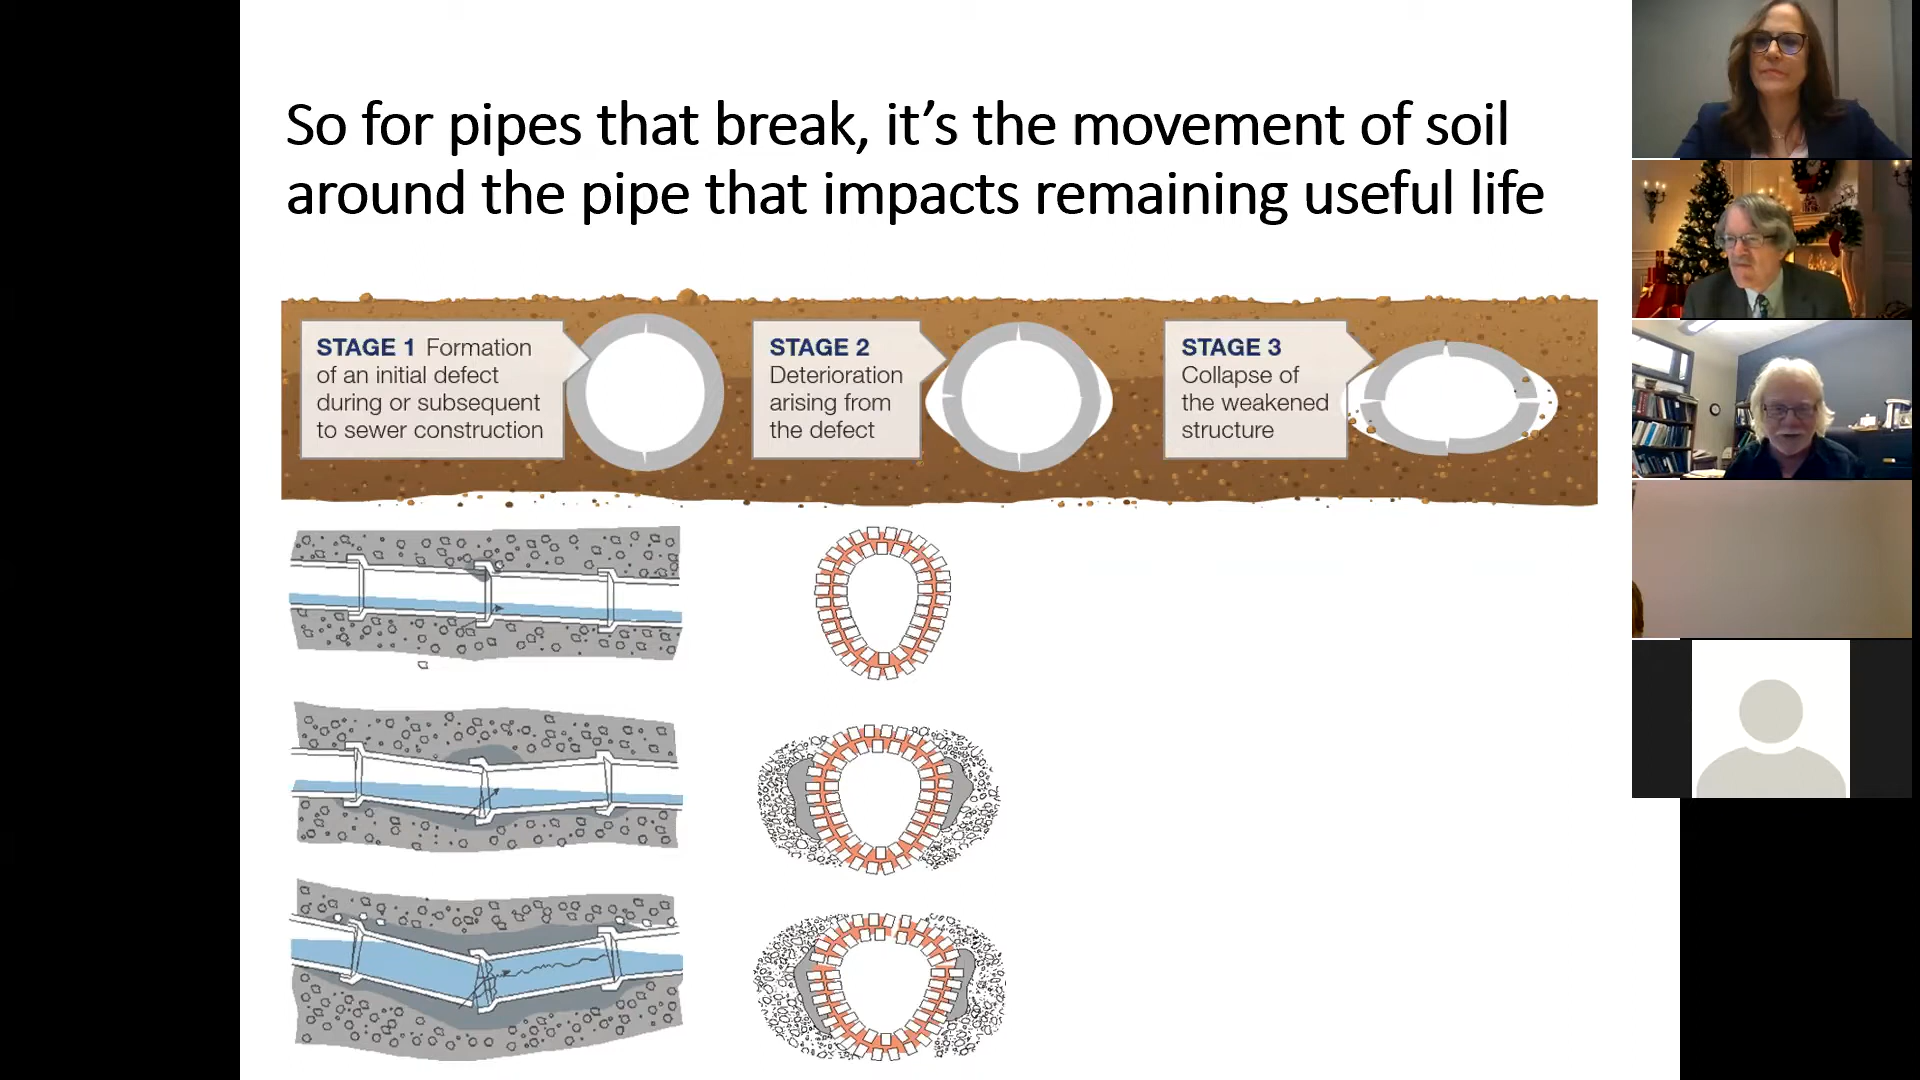 So for pipes that break, it’s the movement of soil
around the pipe that impacts remaining useful life
STAGE 1 Formation
of an initial defect
during or subsequent
to sewer construction
STAGE 2
Deterioration
arising from
the defect
STAGE 3
Collapse of
the weakened
structure